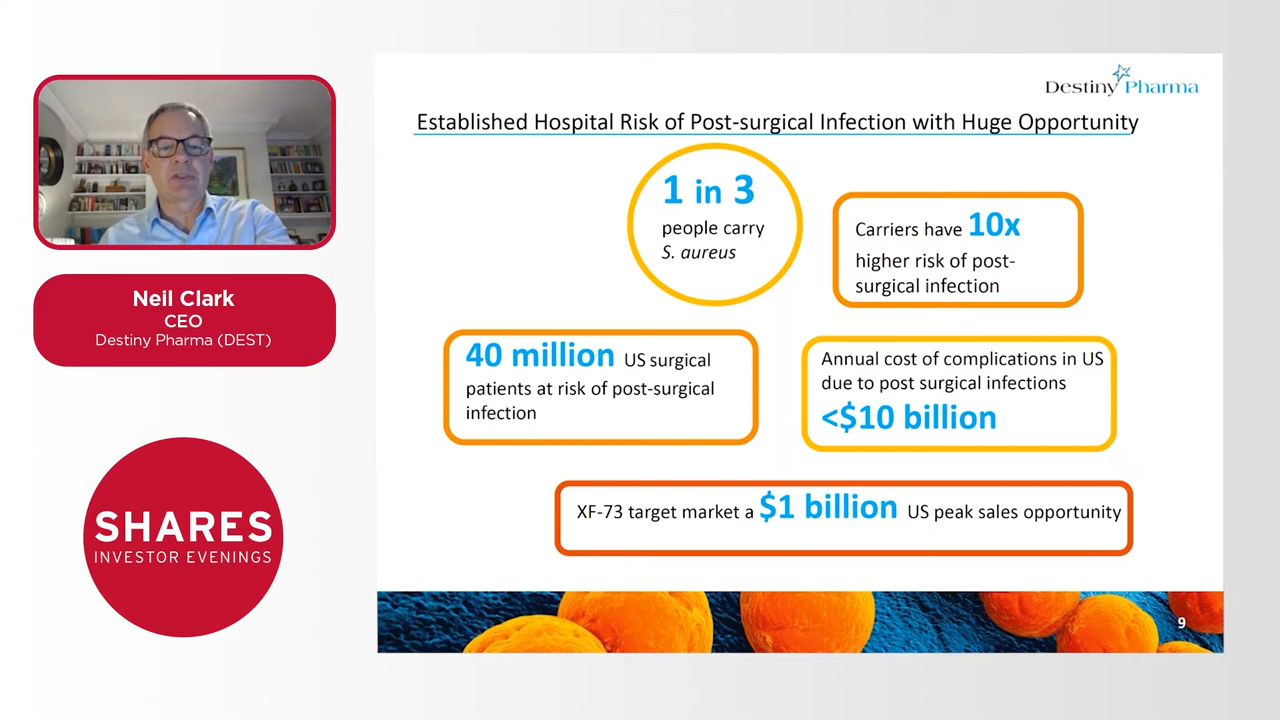 Destiny Pharma
Established Hospital Risk of Post-surgical Infection with Huge Opportunity
1 in 3
people carry
S. aureus
Carriers have 10x
higher risk of post-
surgical infection
40 million US surgical
patients at risk of post-surgical
infection
Annual cost of complications in US
due to post surgical infections
<$10 billion
XF-73 target market a $1 billion US peak sales opportunity
9
Neil Clark
CEO
Destiny Pharma (DEST)
SHARES
INVESTOR EVENINGS